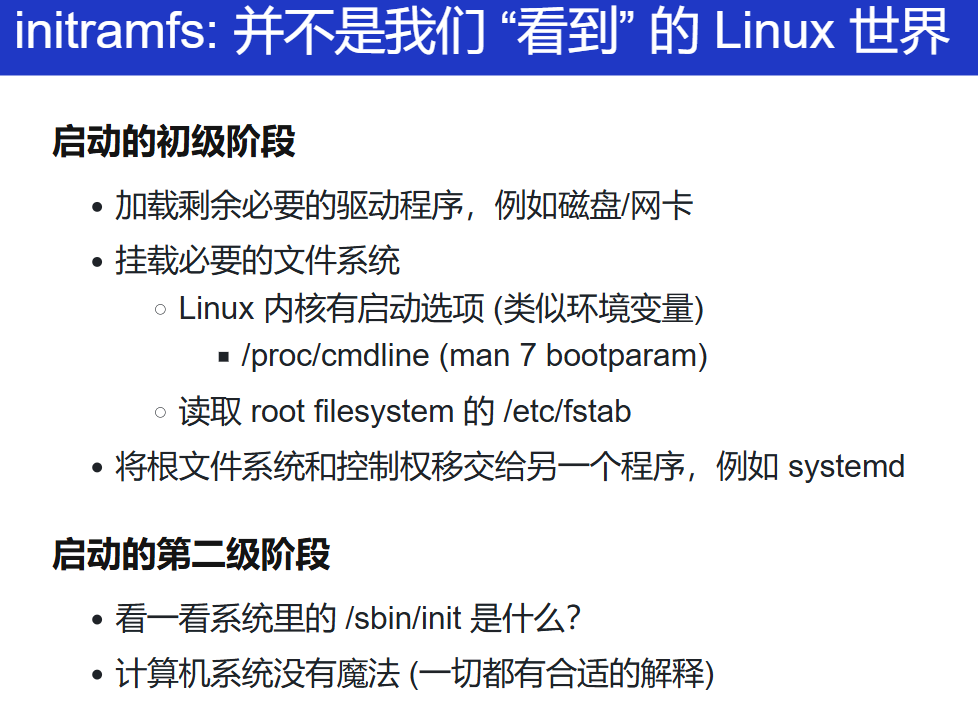 initramfs: 并不是我们 “看到” 的 Linux 世界
启动的初级阶段
加载剩余必要的驱动程序，例如磁盘/网卡
挂载必要的文件系统
Linux 内核有启动选项 (类似环境变量)
/proc/cmdline (man 7 bootparam)
读取 root filesystem 的 /etc/fstab
将根文件系统和控制权移交给另一个程序，例如 systemd
启动的第二级阶段
看一看系统里的 /sbin/init 是什么？
计算机系统没有魔法 (一切都有合适的解释)